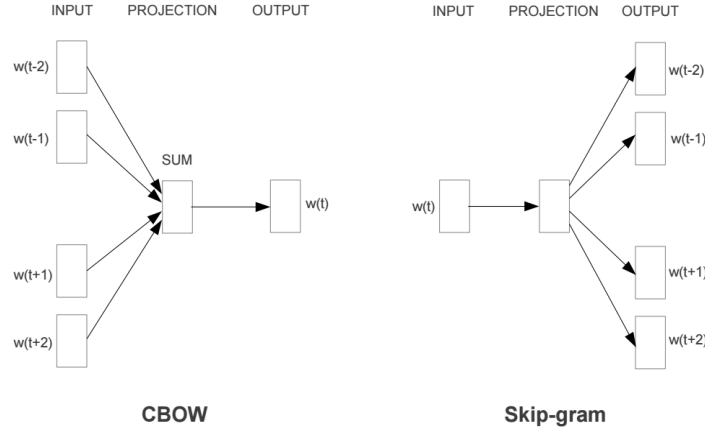 INPUT PROJECTION OUTPUT
w(t-2)
w(t-1)
SUM
w(t)
w(t+1)
w(t+2)
CBOW
INPUT PROJECTION OUTPUT
w(t-2)
w(t-1)
w(t)
w(t+1)
w(t+2)
Skip-gram